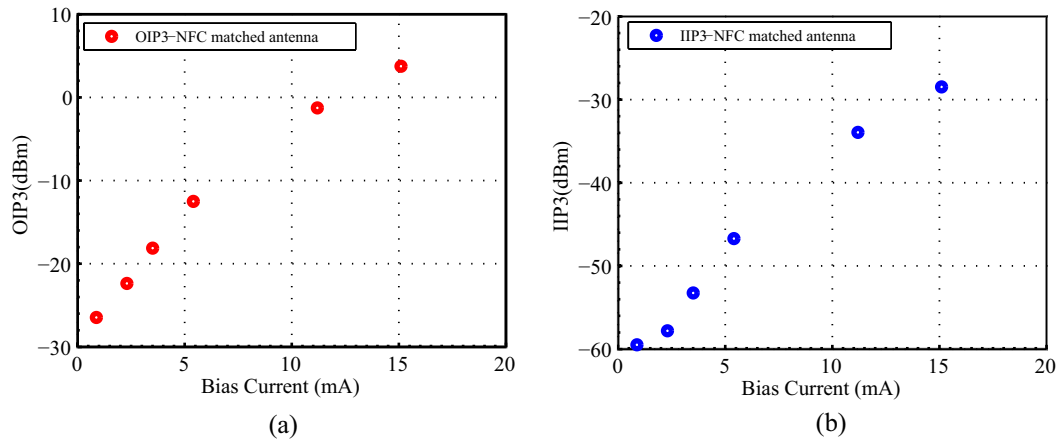 10
0
−10
−20
−30
OIP3(dBm)
OIP3−NFC matched antenna
0
5
10
15
20
Bias Current (mA)
(a)
−20
−30
−40
−50
−60
IIP3(dBm)
IIP3−NFC matched antenna
0
5
10
15
20
Bias Current (mA)
(b)